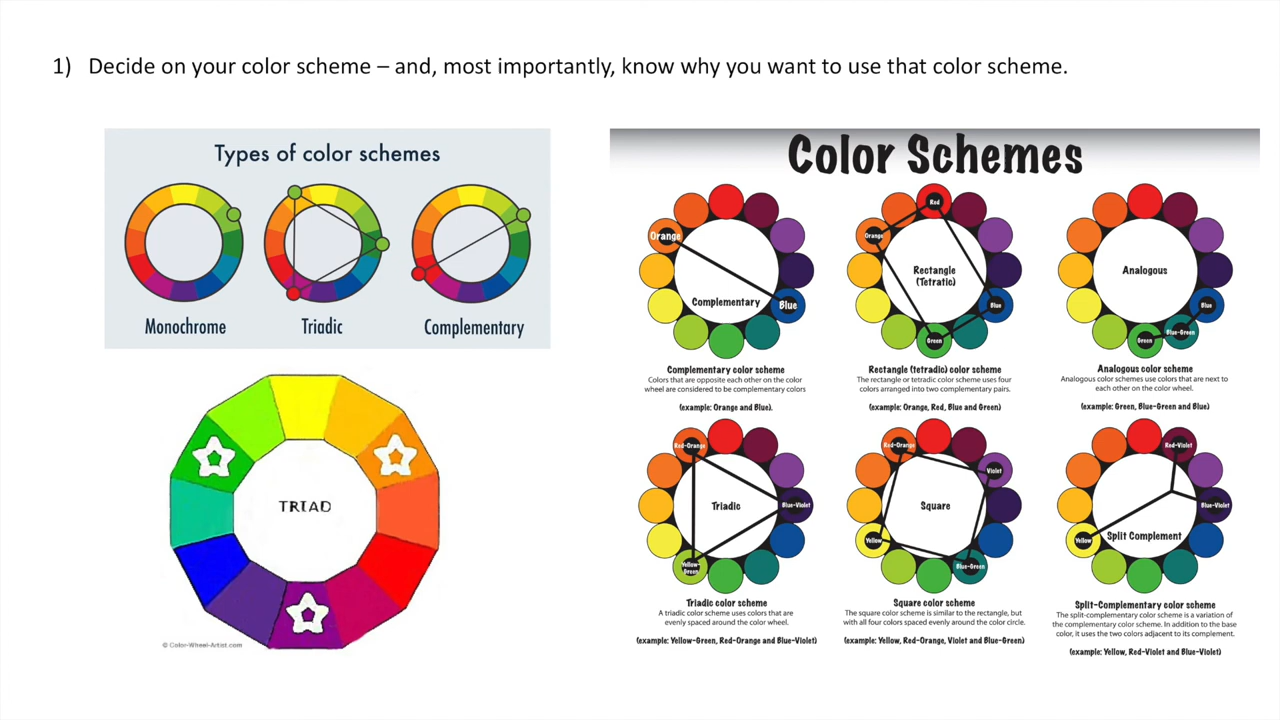 1) Decide on your color scheme – and, most importantly, know why you want to use that color scheme.
Types of color schemes
Monochrome
Triadic
Complementary
TRIAD
© Color-Wheel-Artist.com
Color Schemes
Orange
Complementary
Blue
Complementary color scheme
Colors that are opposite each other on the color
wheel are considered to be complementary colors
(example: Orange and Blue).
Red
Orange
Rectangle
(Tetratic)
Blue
Green
Rectangle (tetradic) color scheme
The rectangle or tetradic color scheme uses four
colors arranged into two complementary pairs.
(example: Orange, Red, Blue and Green)
Analogous
Blue
Blue-Green
Green
Analogous color scheme
Analogous color schemes use colors that are next to
each other on the color wheel.
(example: Green, Blue-Green and Blue)
Red-Orange
Triadic
Blue-Violet
Yellow-
Green
Triadic color scheme
A triadic color scheme uses colors that are
evenly spaced around the color wheel.
(example: Yellow-Green, Red-Orange and Blue-Violet)
Red-Orange
Violet
Square
Yellow
Blue-Green
Square color scheme
The square color scheme is similar to the rectangle, but
with all four colors spaced evenly around the color circle.
(example: Yellow, Red-Orange, Violet and Blue-Green)
Red-Violet
Blue-Violet
Yellow
Split Complement
Split-Complementary color scheme
The split-complementary color scheme is a variation of
the complementary color scheme. In addition to the base
color, it uses the two colors adjacent to its complement.
(example: Yellow, Red-Violet and Blue-Violet)